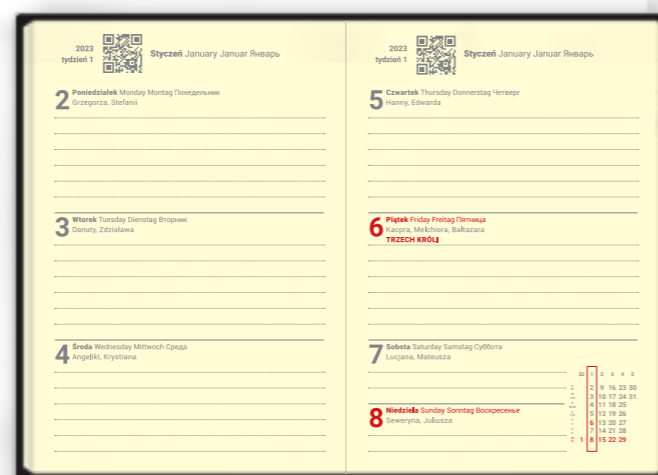 2023
tydzień 1
Styczeń January Januar Январь
2 Poniedziałek Monday Montag Понедельник
Grzegorza, Stefanii
3 Wtorek Tuesday Dienstag Вторник
Danuty, Zdzisława
4 Środa Wednesday Mittwoch Среда
Angeliki, Krystiana
2023
tydzień 1
Styczeń January Januar Январь
5 Czwartek Thursday Donnerstag Четверг
Hanny, Edwarda
6 Piątek Friday Freitag Пятница
Kacpra, Melchiora, Baltazara
TRZECH KRÓLI
7 Sobota Saturday Samstag Суббота
Lucjana, Mateusza
8 Niedziela Sunday Sonntag Воскресенье
Seweryna, Juliusza
52 1 2 3 4 5
2 9 16 23 30
3 10 17 24 31
4 11 18 25
5 12 19 26
6 13 20 27
7 14 21 28
1 8 15 22 29